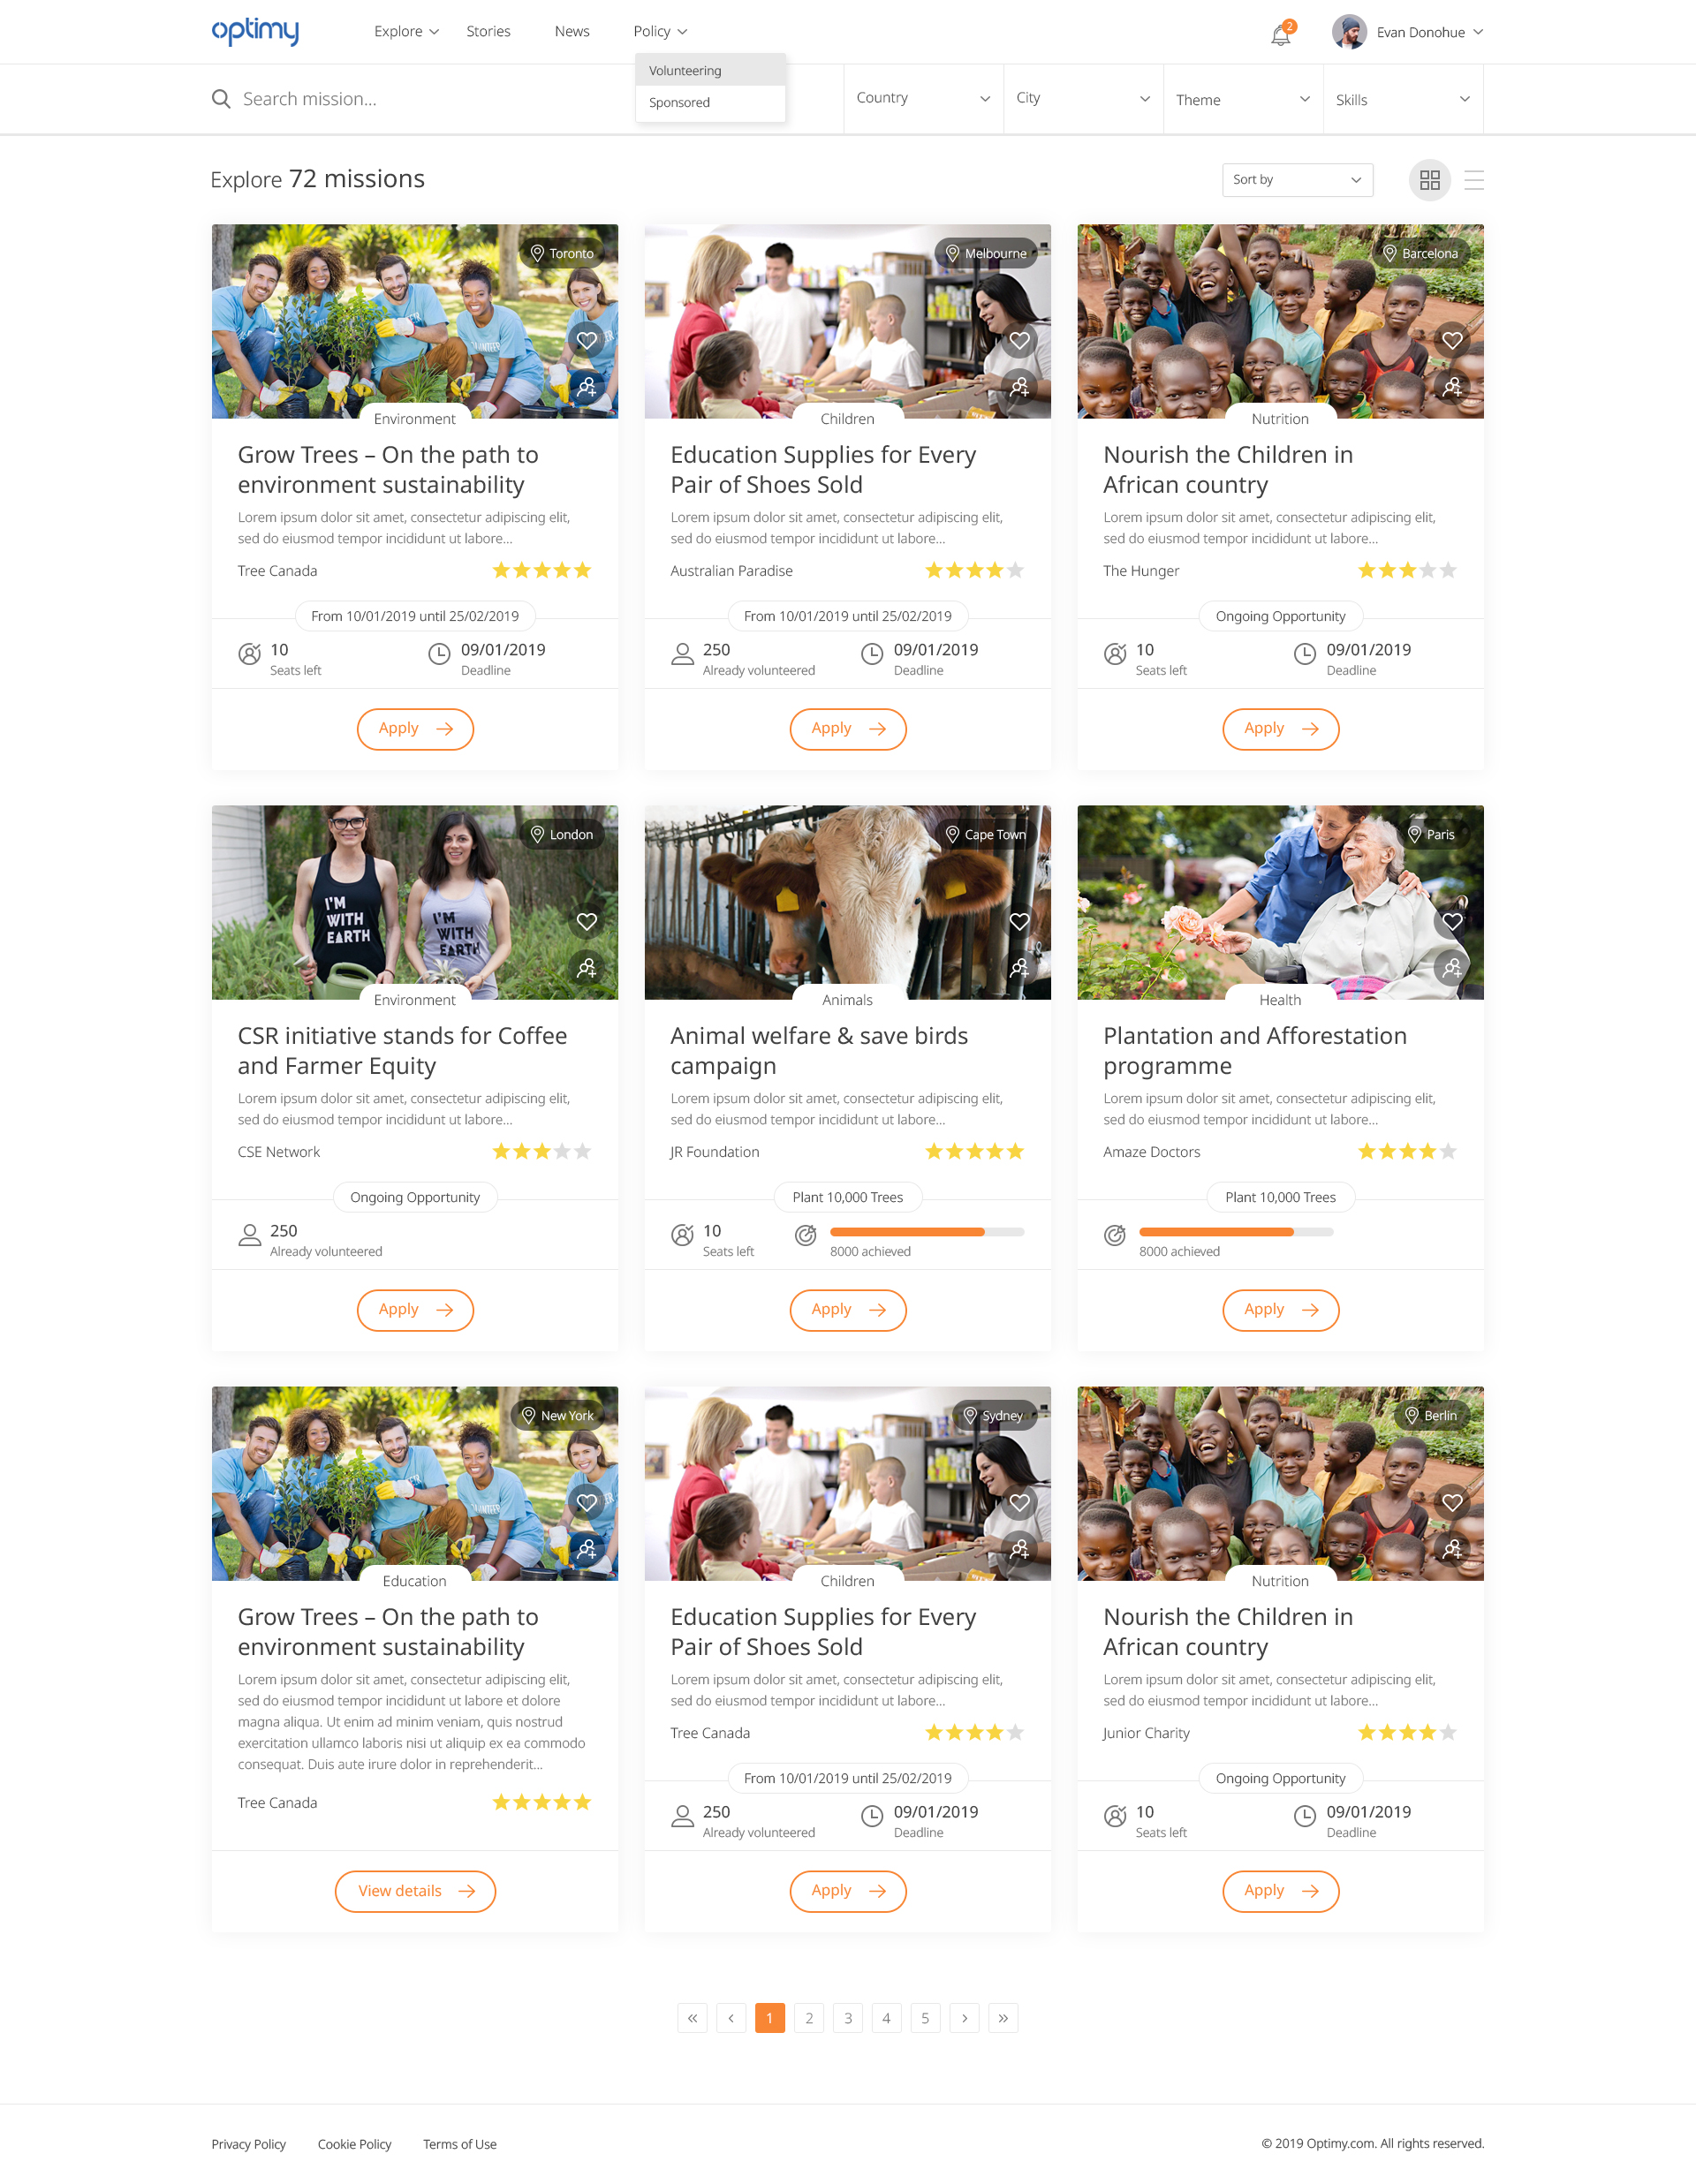 optimy
Explore
Stories
News
Policy
2
Evan Donohue
Volunteering
Sponsored
Search mission...
Country
City
Theme
Skills
Explore 72 missions
Sort by
Toronto
Environment
Grow Trees – On the path to
environment sustainability
Lorem ipsum dolor sit amet, consectetur adipiscing elit,
sed do eiusmod tempor incididunt ut labore...
Tree Canada
From 10/01/2019 until 25/02/2019
10
Seats left
09/01/2019
Deadline
Apply
Melbourne
Children
Education Supplies for Every
Pair of Shoes Sold
Lorem ipsum dolor sit amet, consectetur adipiscing elit,
sed do eiusmod tempor incididunt ut labore...
Australian Paradise
From 10/01/2019 until 25/02/2019
250
Already volunteered
09/01/2019
Deadline
Apply
Barcelona
Nutrition
Nourish the Children in
African country
Lorem ipsum dolor sit amet, consectetur adipiscing elit,
sed do eiusmod tempor incididunt ut labore...
The Hunger
Ongoing Opportunity
10
Seats left
09/01/2019
Deadline
Apply
London
I'M
WITH
EARTH
I'M
WITH
EARTH
Environment
CSR initiative stands for Coffee
and Farmer Equity
Lorem ipsum dolor sit amet, consectetur adipiscing elit,
sed do eiusmod tempor incididunt ut labore...
CSE Network
Ongoing Opportunity
250
Already volunteered
Apply
Cape Town
Animals
Animal welfare & save birds
campaign
Lorem ipsum dolor sit amet, consectetur adipiscing elit,
sed do eiusmod tempor incididunt ut labore...
JR Foundation
Plant 10,000 Trees
10
Seats left
8000 achieved
Apply
Paris
Health
Plantation and Afforestation
programme
Lorem ipsum dolor sit amet, consectetur adipiscing elit,
sed do eiusmod tempor incididunt ut labore...
Amaze Doctors
Plant 10,000 Trees
8000 achieved
Apply
New York
Education
Grow Trees – On the path to
environment sustainability
Lorem ipsum dolor sit amet, consectetur adipiscing elit,
sed do eiusmod tempor incididunt ut labore et dolore
magna aliqua. Ut enim ad minim veniam, quis nostrud
exercitation ullamco laboris nisi ut aliquip ex ea commodo
consequat. Duis aute irure dolor in reprehenderit...
Tree Canada
View details
Sydney
Children
Education Supplies for Every
Pair of Shoes Sold
Lorem ipsum dolor sit amet, consectetur adipiscing elit,
sed do eiusmod tempor incididunt ut labore...
Tree Canada
From 10/01/2019 until 25/02/2019
250
Already volunteered
09/01/2019
Deadline
Apply
Berlin
Nutrition
Nourish the Children in
African country
Lorem ipsum dolor sit amet, consectetur adipiscing elit,
sed do eiusmod tempor incididunt ut labore...
Junior Charity
Ongoing Opportunity
10
Seats left
09/01/2019
Deadline
Apply
« ‹ 1 2 3 4 5 › »
Privacy Policy
Cookie Policy
Terms of Use
© 2019 Optimy.com. All rights reserved.